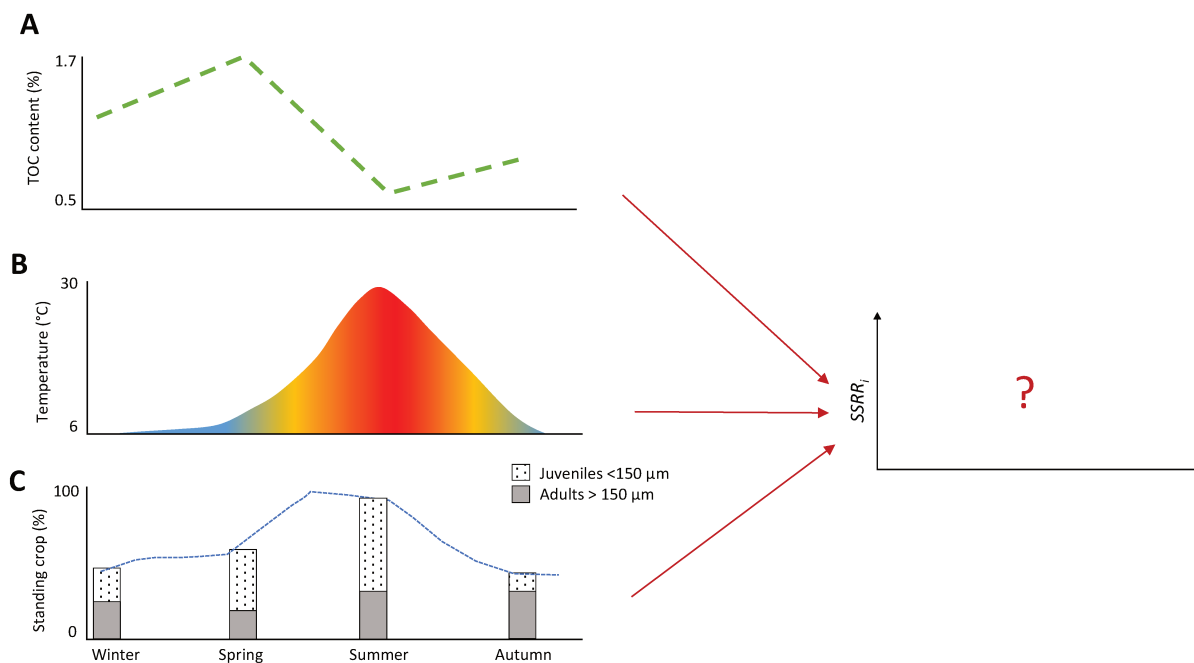 A
1.7
TOC content (%)
0.5
B
30
Temperature (°C)
6
C
100
Standing crop (%)
0
Juveniles <150 µm
Adults > 150 µm
Winter Spring Summer Autumn
SSRRi
?